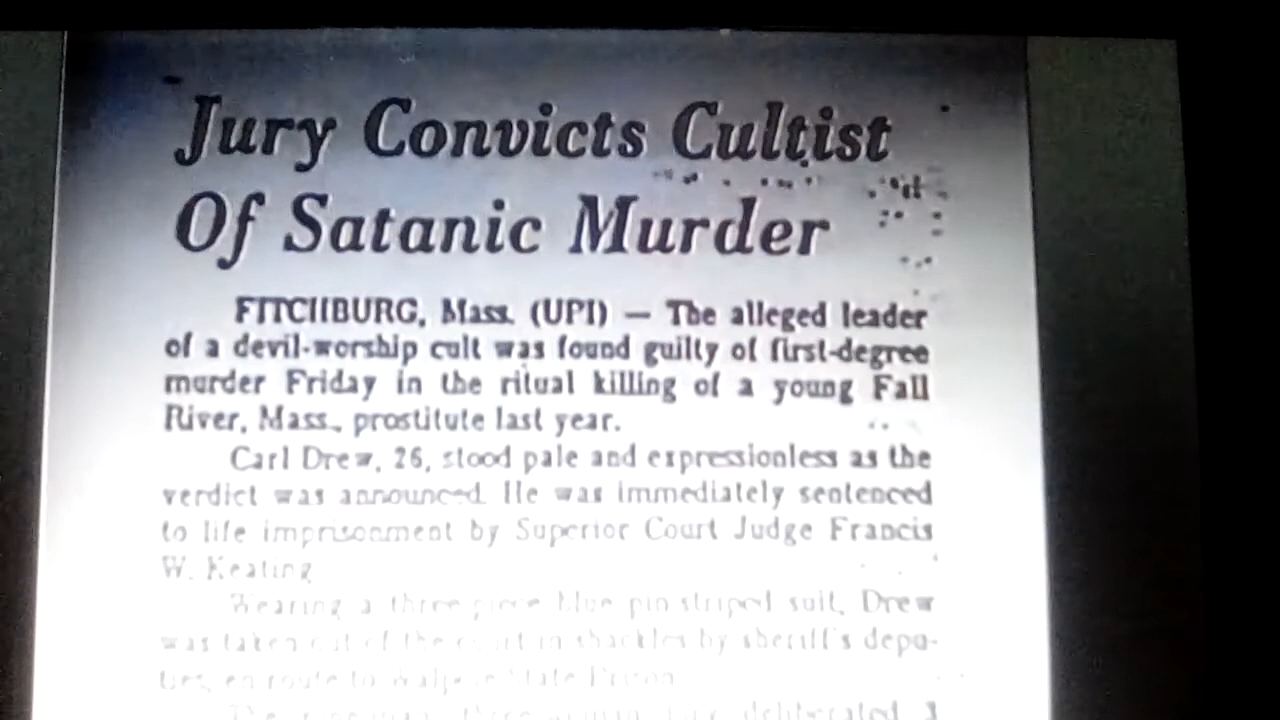 Jury Convicts Cultist
Of Satanic Murder
FITCHBURG, Mass. (UPI) — The alleged leader
of a devil-worship cult was found guilty of first-degree
murder Friday in the ritual killing of a young Fall
River, Mass., prostitute last year.
Carl Drew, 26, stood pale and expressionless as the
verdict was announced. He was immediately sentenced
to life imprisonment by Superior Court Judge Francis
W. Keating
Wearing a three-piece blue pin-striped suit, Drew
was taken out of the court in shackles by sheriff's depu-
ties en route to Walpole State Prison
deliberated